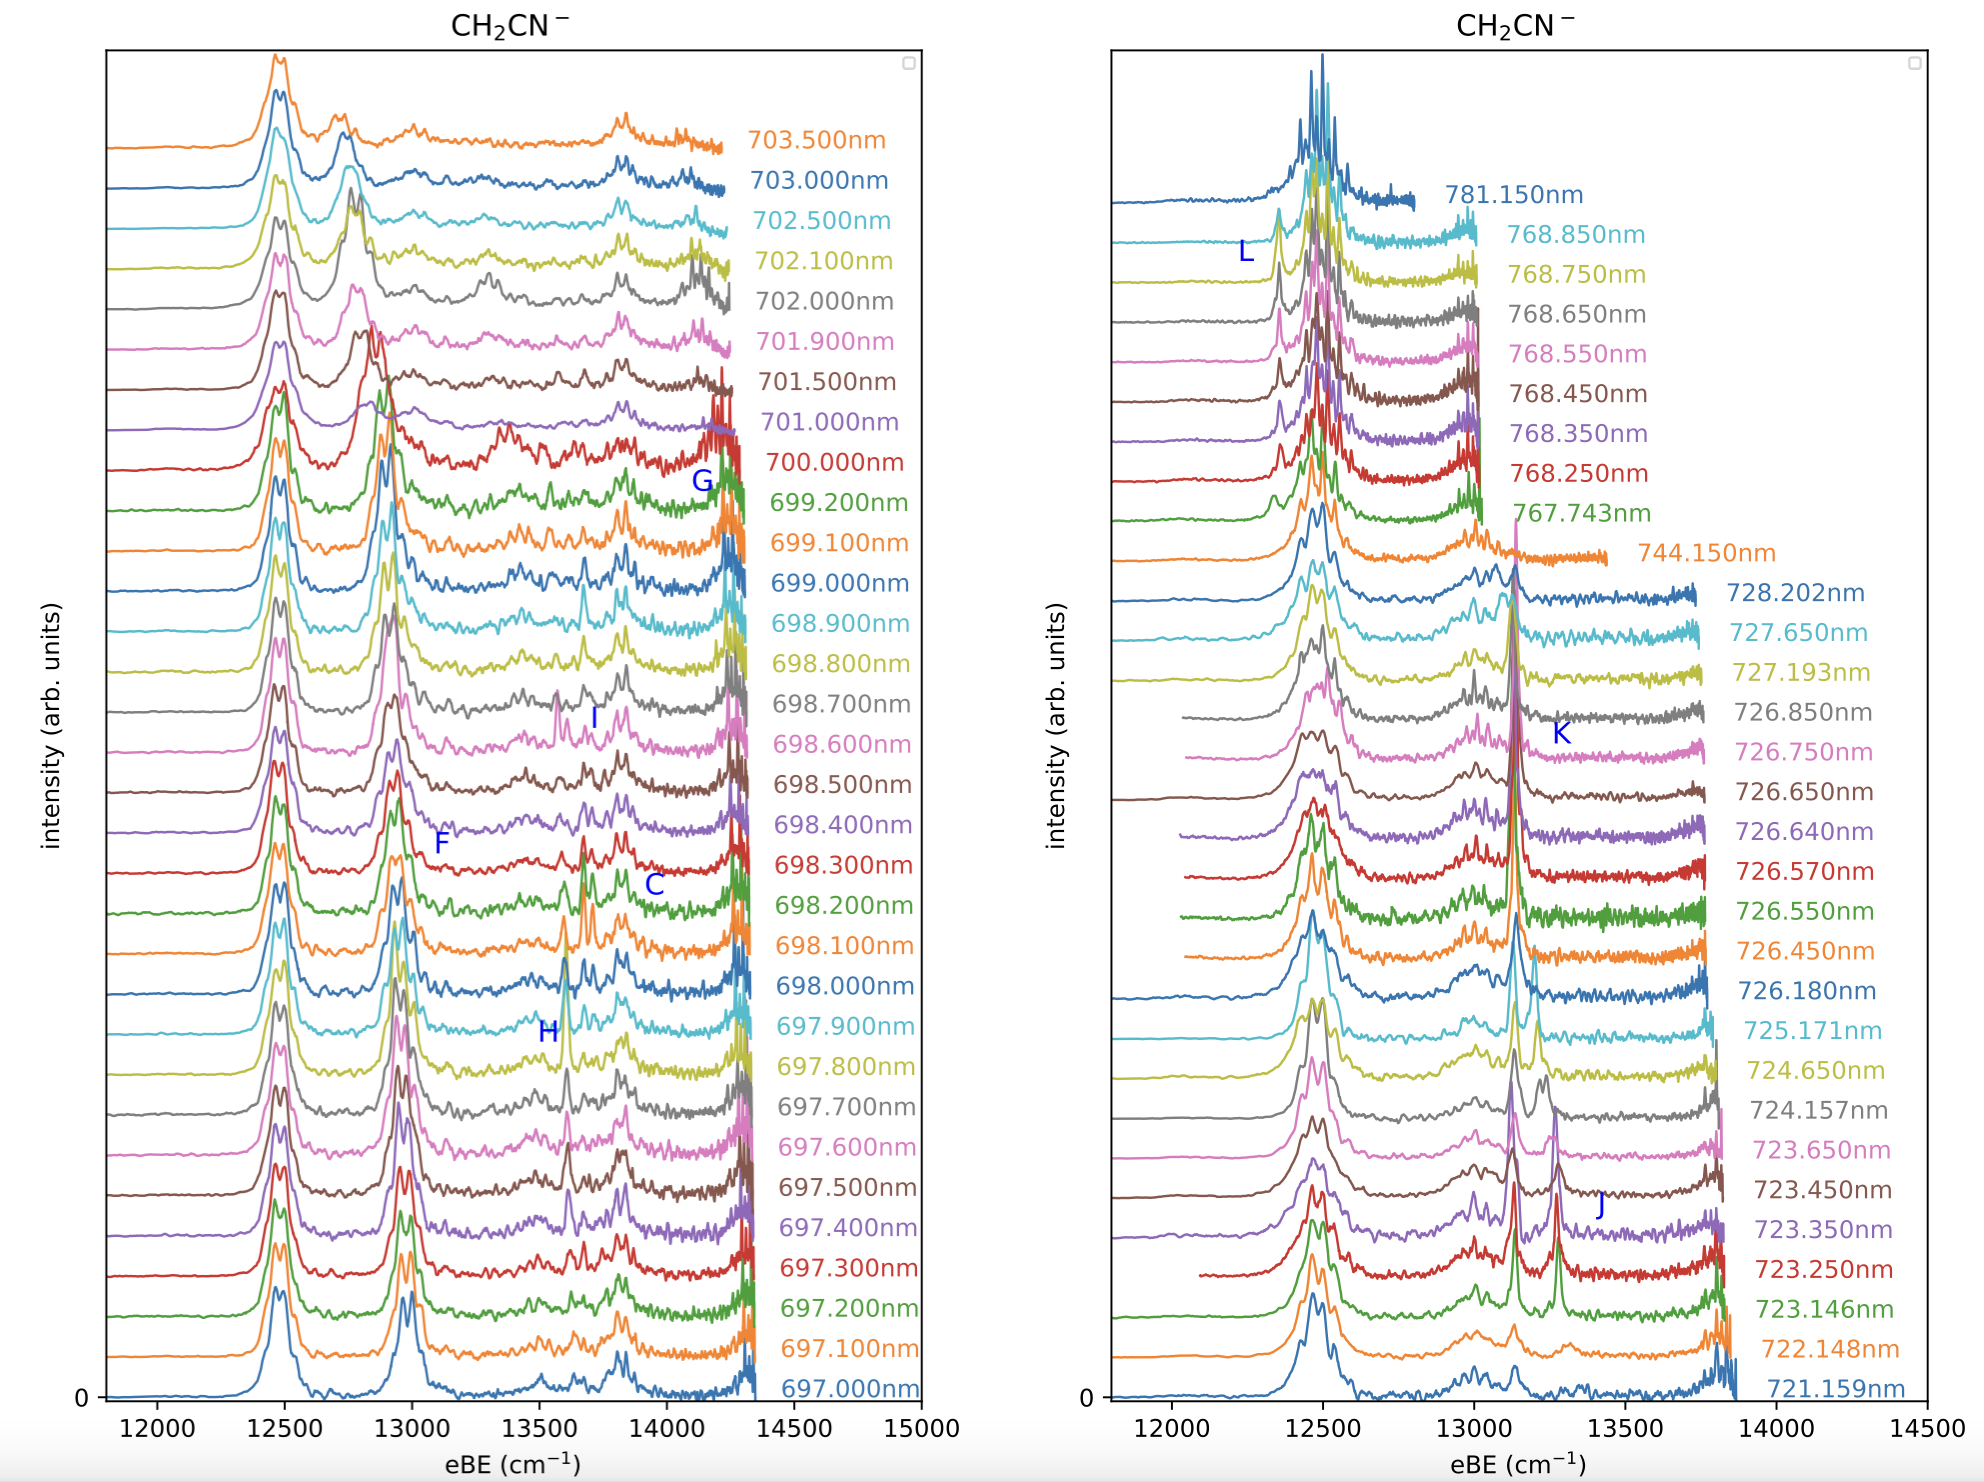 CH₂CN⁻
703.500nm
703.000nm
702.500nm
702.100nm
702.000nm
701.900nm
701.500nm
701.000nm
700.000nm
G
699.200nm
699.100nm
699.000nm
698.900nm
698.800nm
698.700nm
I
698.600nm
698.500nm
698.400nm
F
698.300nm
C
698.200nm
698.100nm
698.000nm
697.900nm
H
697.800nm
697.700nm
697.600nm
697.500nm
697.400nm
697.300nm
697.200nm
697.100nm
697.000nm
intensity (arb. units)
0
12000 12500 13000 13500 14000 14500 15000
eBE (cm⁻¹)
CH₂CN⁻
781.150nm
768.850nm
L
768.750nm
768.650nm
768.550nm
768.450nm
768.350nm
768.250nm
767.743nm
744.150nm
728.202nm
727.650nm
727.193nm
726.850nm
K
726.750nm
726.650nm
726.640nm
726.570nm
726.550nm
726.450nm
726.180nm
725.171nm
724.650nm
724.157nm
723.650nm
723.450nm
J
723.350nm
723.250nm
723.146nm
722.148nm
721.159nm
intensity (arb. units)
0
12000 12500 13000 13500 14000 14500
eBE (cm⁻¹)